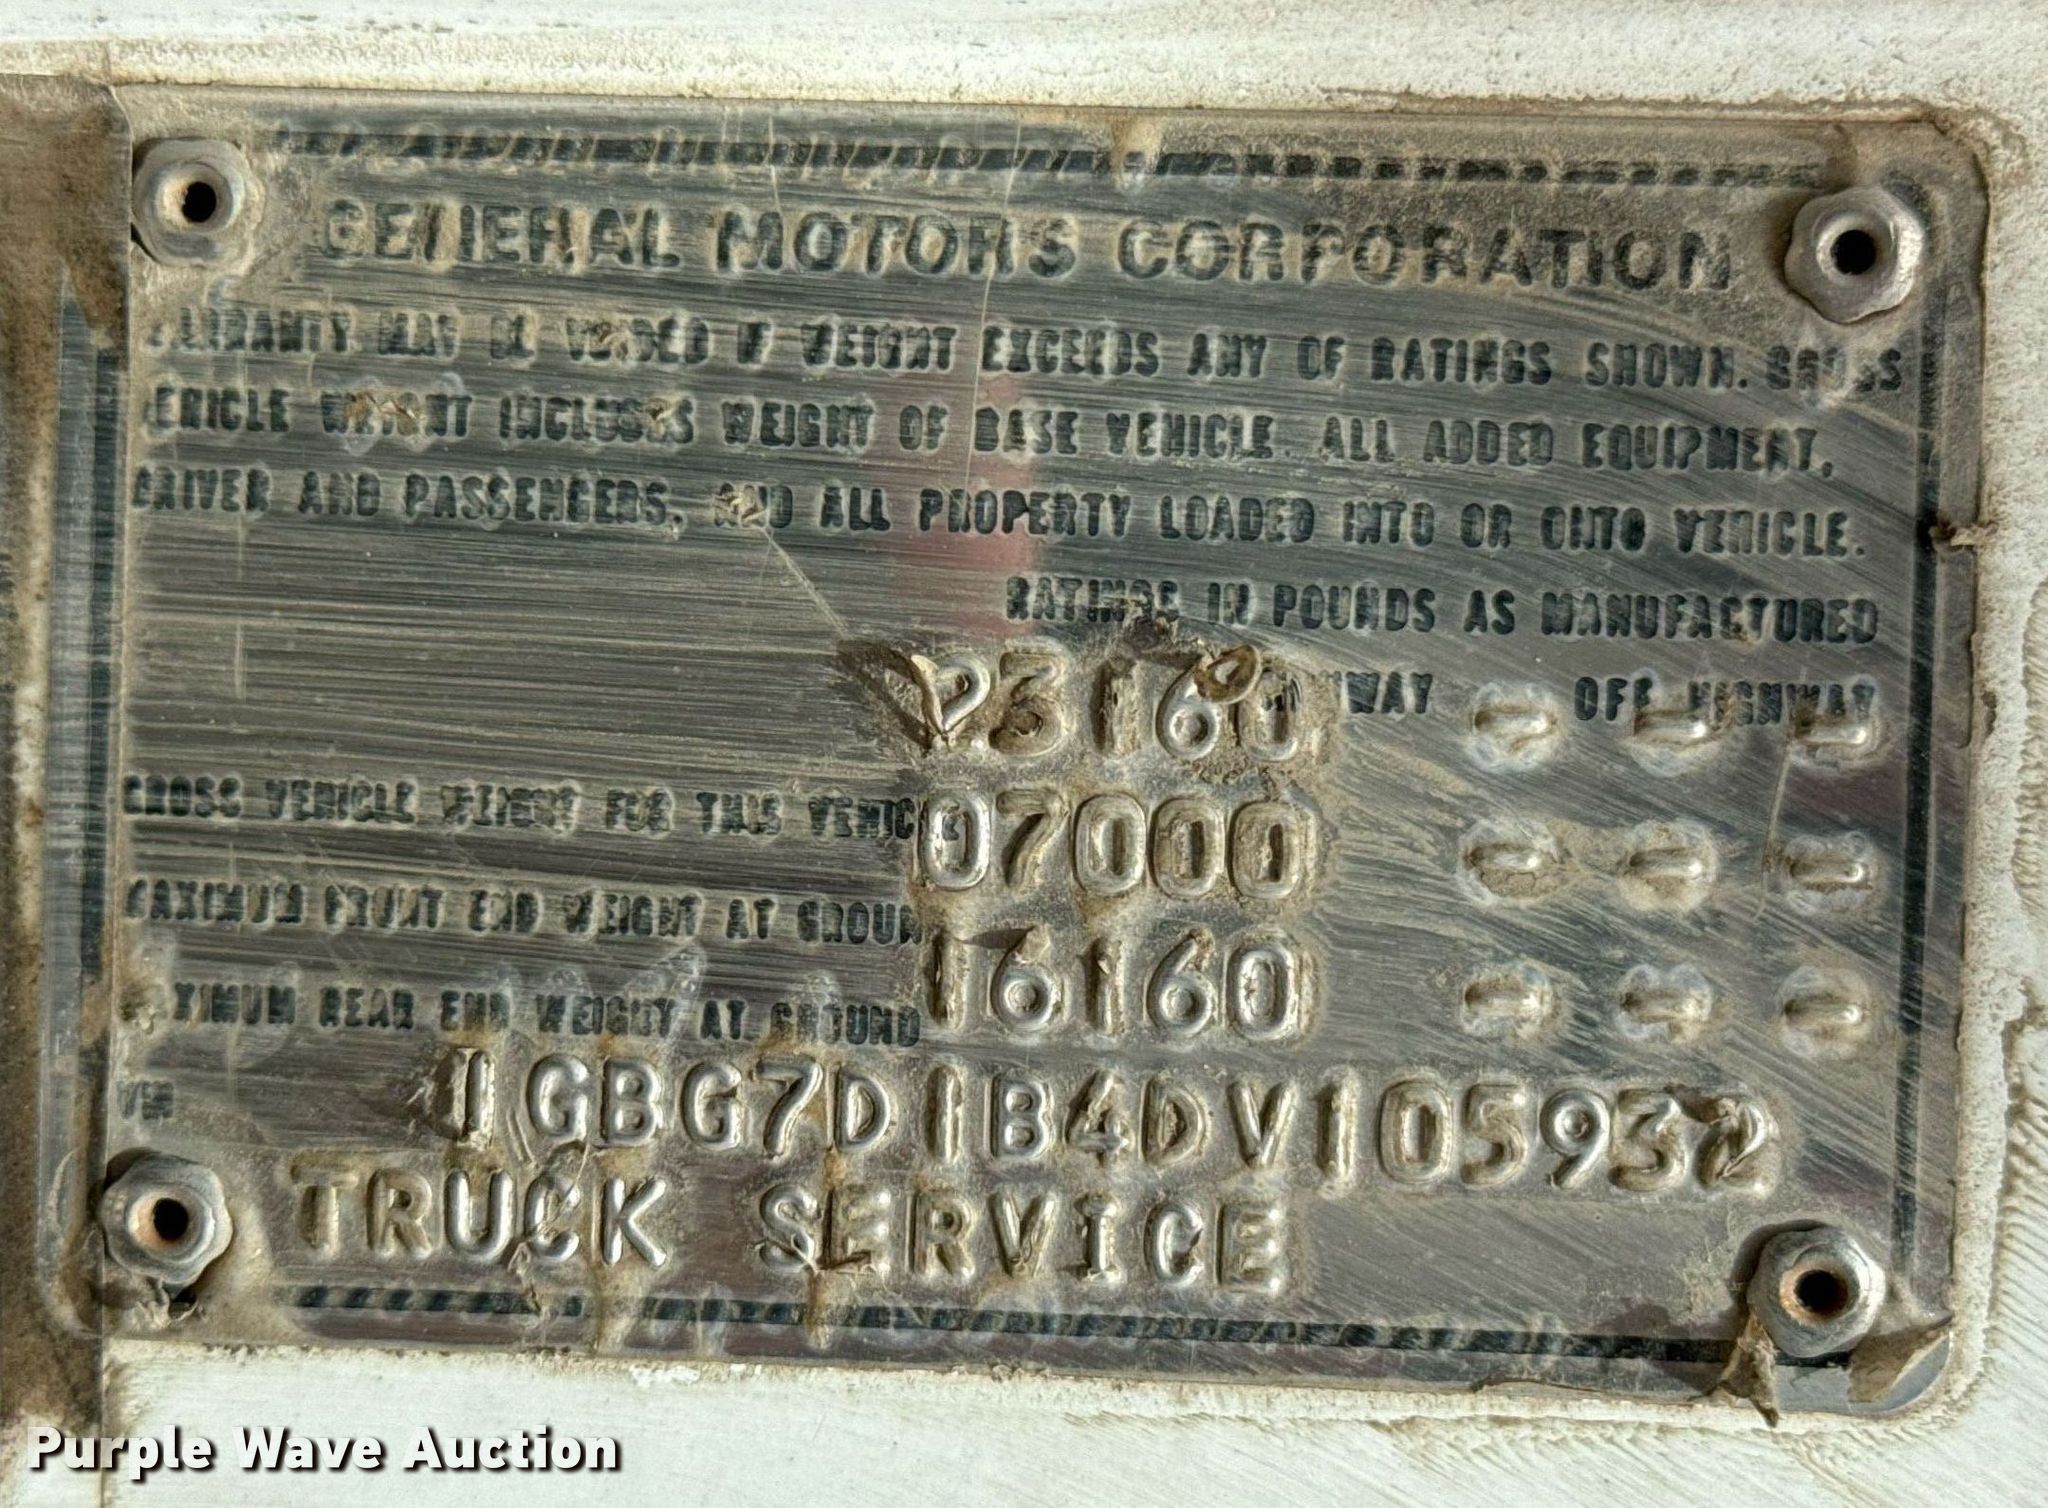 GENERAL MOTORS CORPORATION
WARRANTY MAY BE VOIDED IF WEIGHT EXCEEDS ANY OF RATINGS SHOWN. GROSS
VEHICLE WEIGHT INCLUDES WEIGHT OF BASE VEHICLE. ALL ADDED EQUIPMENT,
DRIVER AND PASSENGERS, AND ALL PROPERTY LOADED INTO OR ONTO VEHICLE.
RATINGS IN POUNDS AS MANUFACTURED
HIGHWAY OFF HIGHWAY
23160 - - -
GROSS VEHICLE WEIGHT FOR THIS VEHICLE
07000 - - -
MAXIMUM FRONT END WEIGHT AT GROUND
16160 - - -
MAXIMUM REAR END WEIGHT AT GROUND
VIN 1GBG7D1B4DV105932
TRUCK SERVICE
Purple Wave Auction